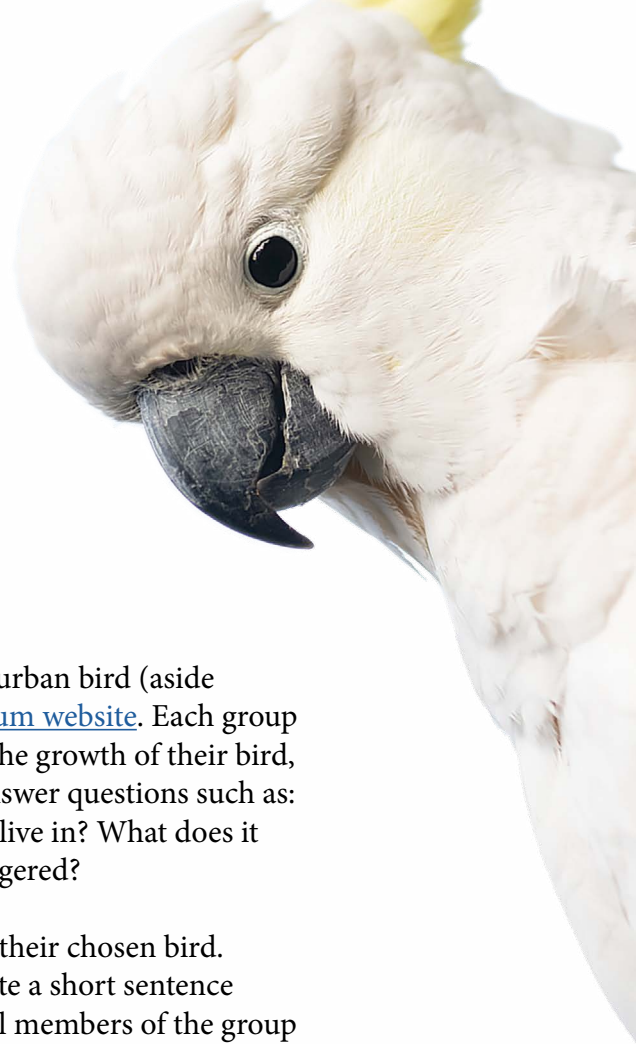 urban bird (aside
um website. Each group
he growth of their bird,
swer questions such as:
live in? What does it
gered?
their chosen bird.
te a short sentence
l members of the group